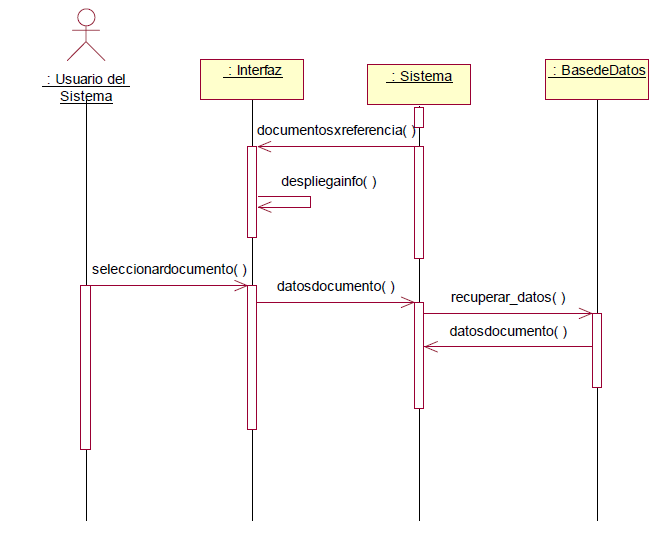 : Usuario del
Sistema
: Interfaz
: Sistema
: BasedeDatos
documentosxreferencia( )
despliegainfo( )
seleccionardocumento( )
datosdocumento( )
recuperar_datos( )
datosdocumento( )